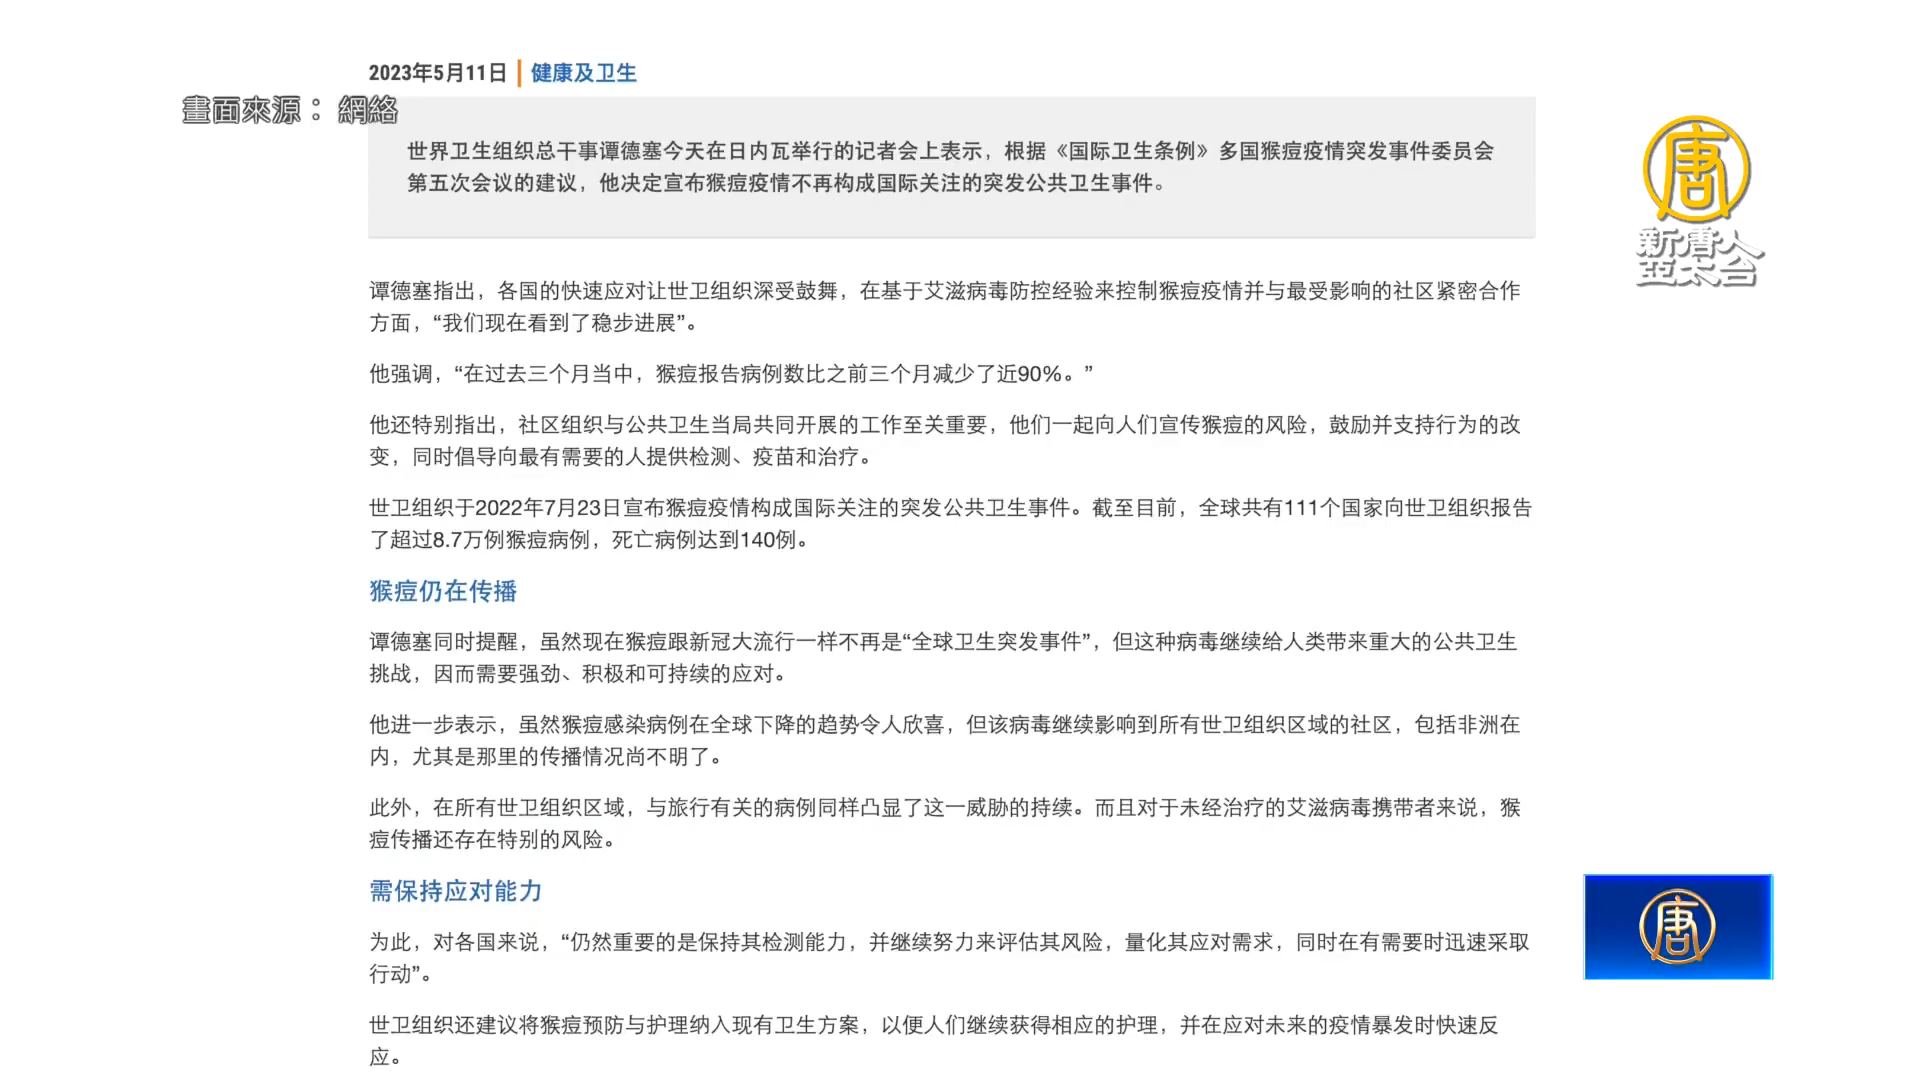 2023年5月11日 | 健康及卫生
畫面來源： 網絡
世界卫生组织总干事谭德塞今天在日内瓦举行的记者会上表示，根据《国际卫生条例》多国猴痘疫情突发事件委员会
第五次会议的建议，他决定宣布猴痘疫情不再构成国际关注的突发公共卫生事件。
唐
新唐人
亞太台
谭德塞指出，各国的快速应对让世卫组织深受鼓舞，在基于艾滋病毒防控经验来控制猴痘疫情并与最受影响的社区紧密合作
方面，“我们现在看到了稳步进展”。
他强调，“在过去三个月当中，猴痘报告病例数比之前三个月减少了近90%。”
他还特别指出，社区组织与公共卫生当局共同开展的工作至关重要，他们一起向人们宣传猴痘的风险，鼓励并支持行为的改
变，同时倡导向最有需要的人提供检测、疫苗和治疗。
世卫组织于2022年7月23日宣布猴痘疫情构成国际关注的突发公共卫生事件。截至目前，全球共有111个国家向世卫组织报告
了超过8.7万例猴痘病例，死亡病例达到140例。
猴痘仍在传播
谭德塞同时提醒，虽然现在猴痘跟新冠大流行一样不再是“全球卫生突发事件”，但这种病毒继续给人类带来重大的公共卫生
挑战，因而需要强劲、积极和可持续的应对。
他进一步表示，虽然猴痘感染病例在全球下降的趋势令人欣喜，但该病毒继续影响到所有世卫组织区域的社区，包括非洲在
内，尤其是那里的传播情况尚不明了。
此外，在所有世卫组织区域，与旅行有关的病例同样凸显了这一威胁的持续。而且对于未经治疗的艾滋病毒携带者来说，猴
痘传播还存在特别的风险。
需保持应对能力
为此，对各国来说，“仍然重要的是保持其检测能力，并继续努力来评估其风险，量化其应对需求，同时在有需要时迅速采取
行动”。
唐
世卫组织还建议将猴痘预防与护理纳入现有卫生方案，以便人们继续获得相应的护理，并在应对未来的疫情暴发时快速反
应。